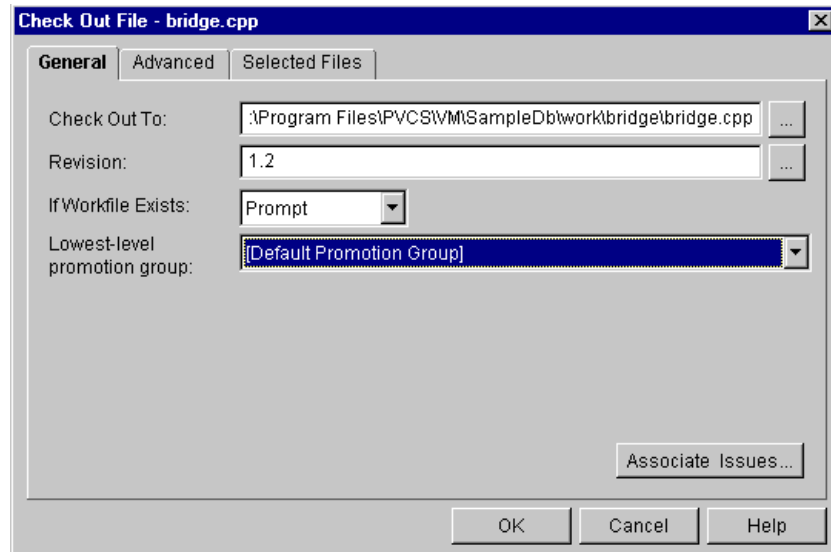 Check Out File - bridge.cpp
General Advanced Selected Files
Check Out To: :\Program Files\PVCS\VM\SampleDb\work\bridge\bridge.cpp ...
Revision: 1.2 ...
If Workfile Exists: Prompt
Lowest-level
promotion group: [Default Promotion Group]
Associate Issues...
OK Cancel Help